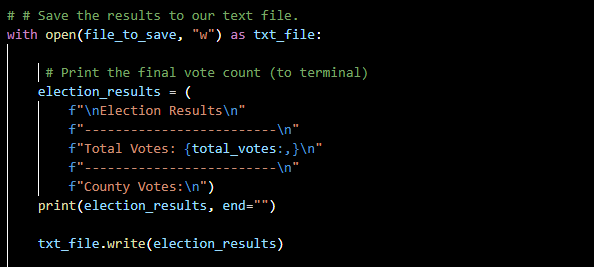 # # Save the results to our text file.
with open(file_to_save, "w") as txt_file:
# Print the final vote count (to terminal)
election_results = (
f"\nElection Results\n"
f"-------------------------\n"
f"Total Votes: {total_votes:,}\n"
f"-------------------------\n"
f"County Votes:\n")
print(election_results, end="")
txt_file.write(election_results)